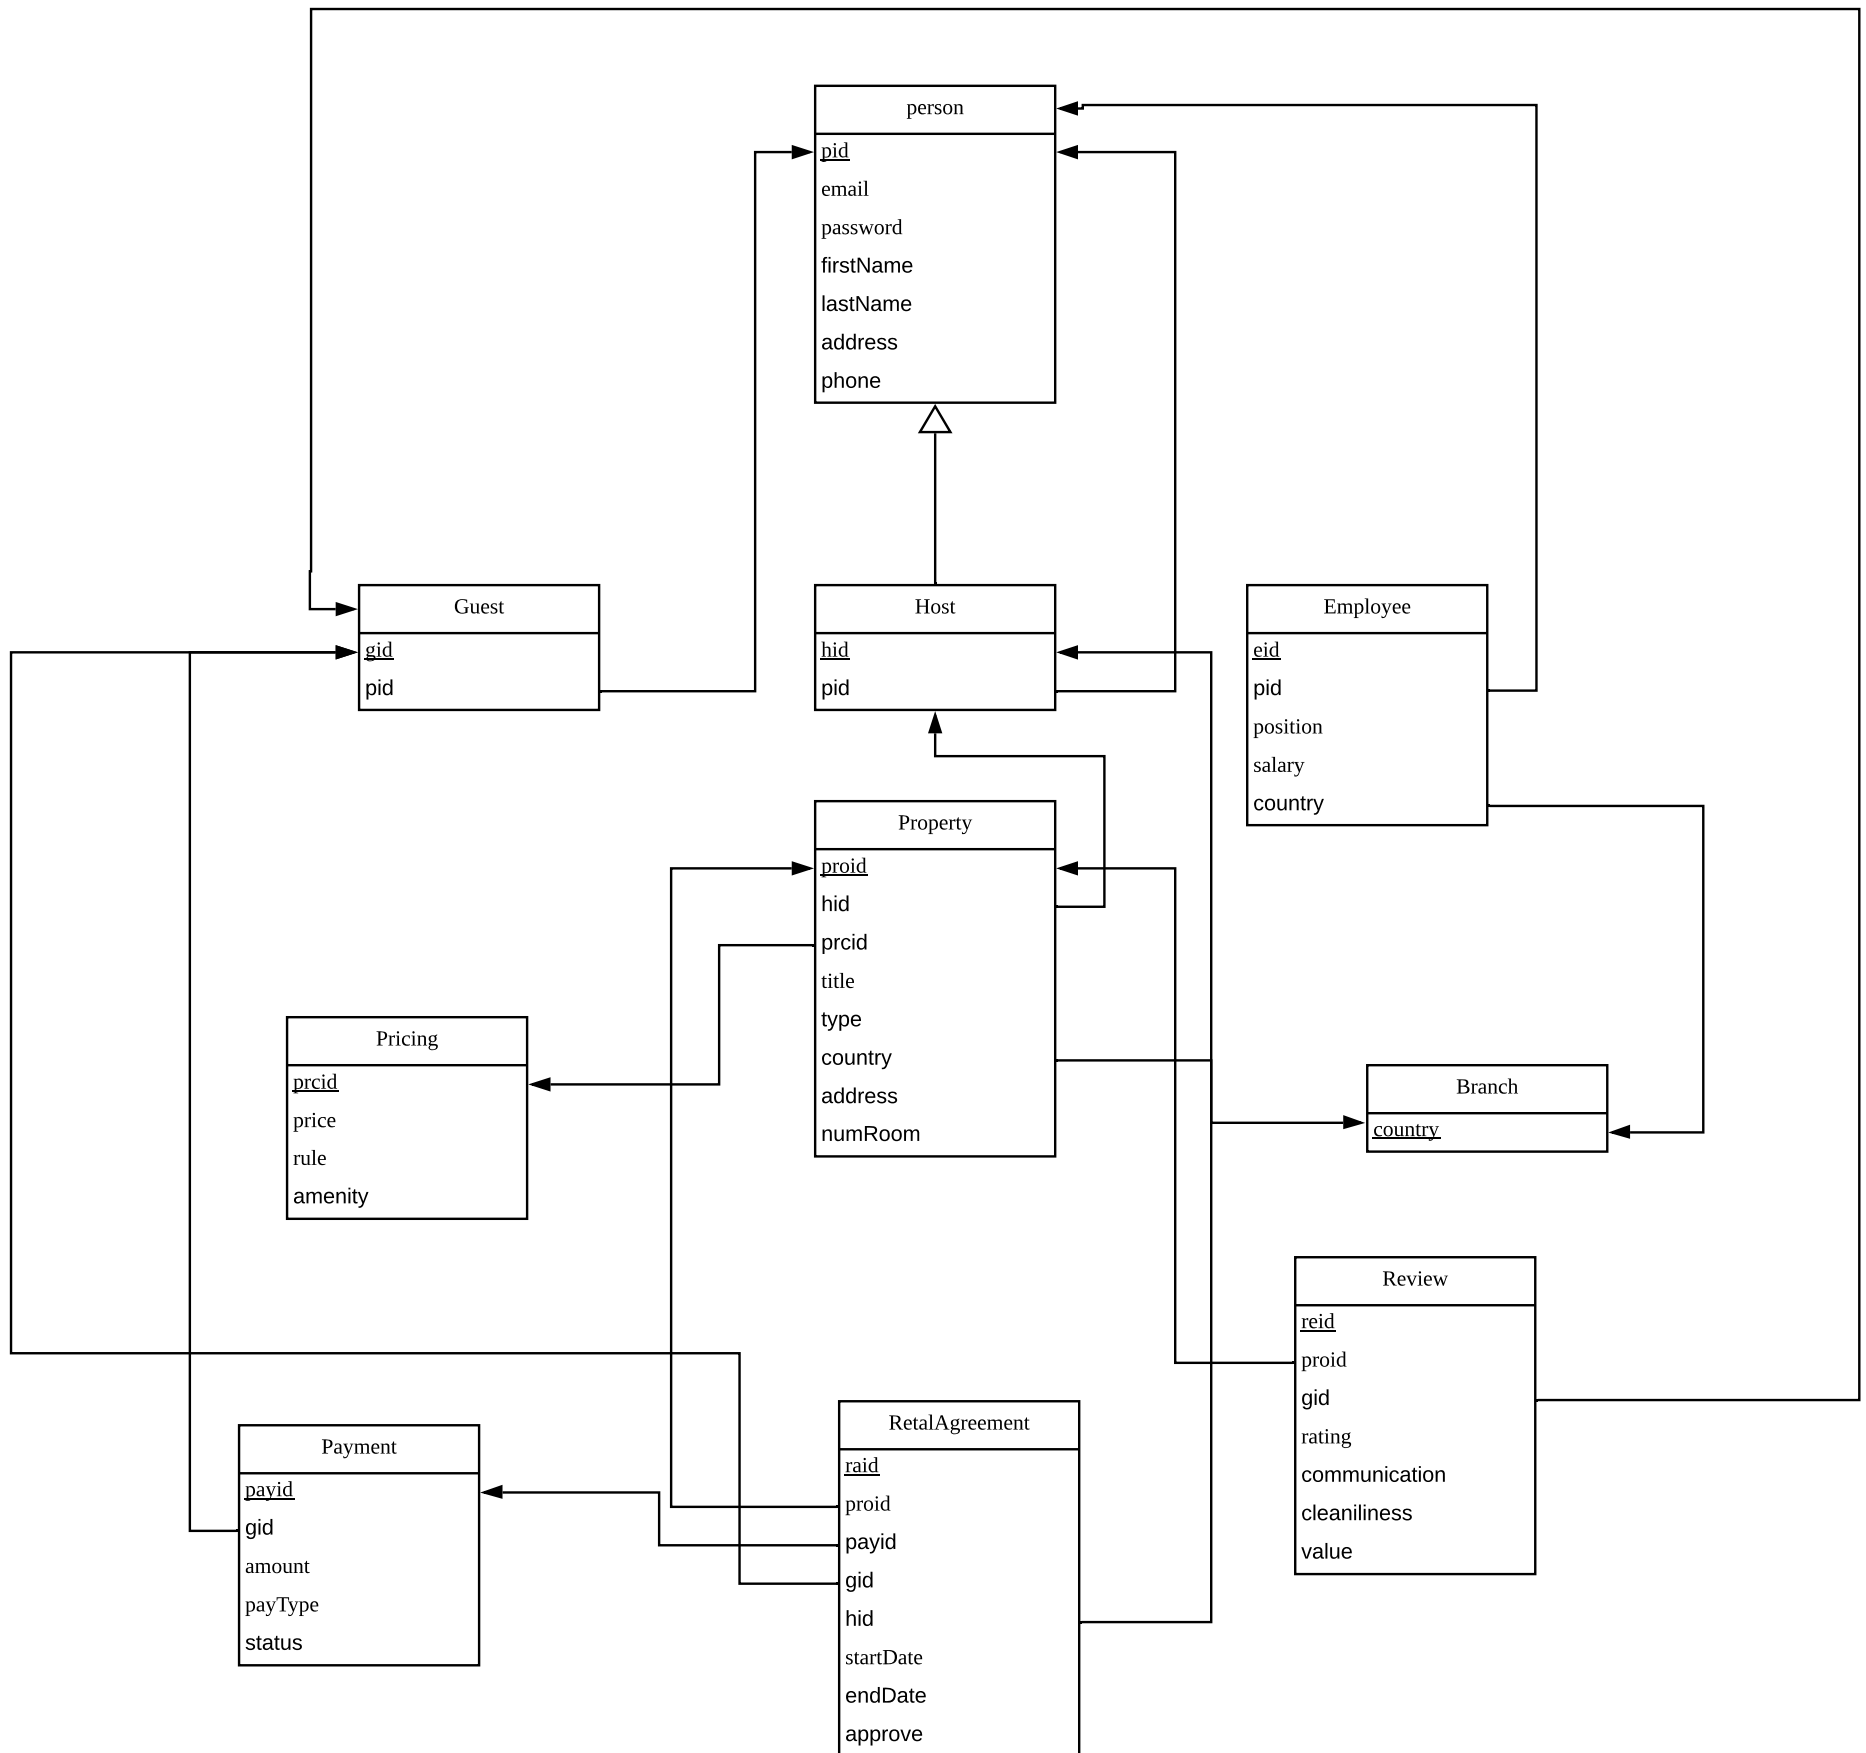 person
pid
email
password
firstName
lastName
address
phone
Guest
gid
pid
Host
hid
pid
Employee
eid
pid
position
salary
country
Property
proid
hid
prcid
title
type
country
address
numRoom
Pricing
prcid
price
rule
amenity
Branch
country
Review
reid
proid
gid
rating
communication
cleaniliness
value
Payment
payid
gid
amount
payType
status
RetalAgreement
raid
proid
payid
gid
hid
startDate
endDate
approve